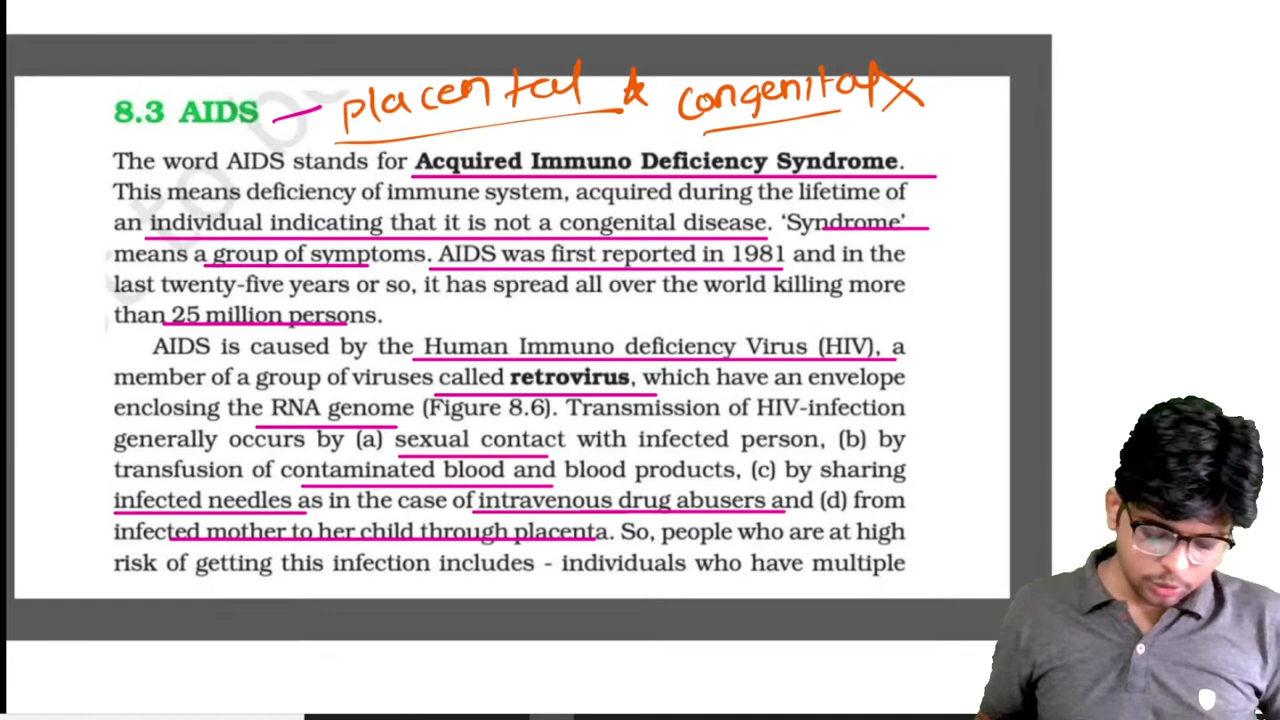 8.3 AIDS - placental & congenital X
The word AIDS stands for Acquired Immuno Deficiency Syndrome.
This means deficiency of immune system, acquired during the lifetime of
an individual indicating that it is not a congenital disease. ‘Syndrome’
means a group of symptoms. AIDS was first reported in 1981 and in the
last twenty-five years or so, it has spread all over the world killing more
than 25 million persons.
AIDS is caused by the Human Immuno deficiency Virus (HIV), a
member of a group of viruses called retrovirus, which have an envelope
enclosing the RNA genome (Figure 8.6). Transmission of HIV-infection
generally occurs by (a) sexual contact with infected person, (b) by
transfusion of contaminated blood and blood products, (c) by sharing
infected needles as in the case of intravenous drug abusers and (d) from
infected mother to her child through placenta. So, people who are at high
risk of getting this infection includes - individuals who have multiple